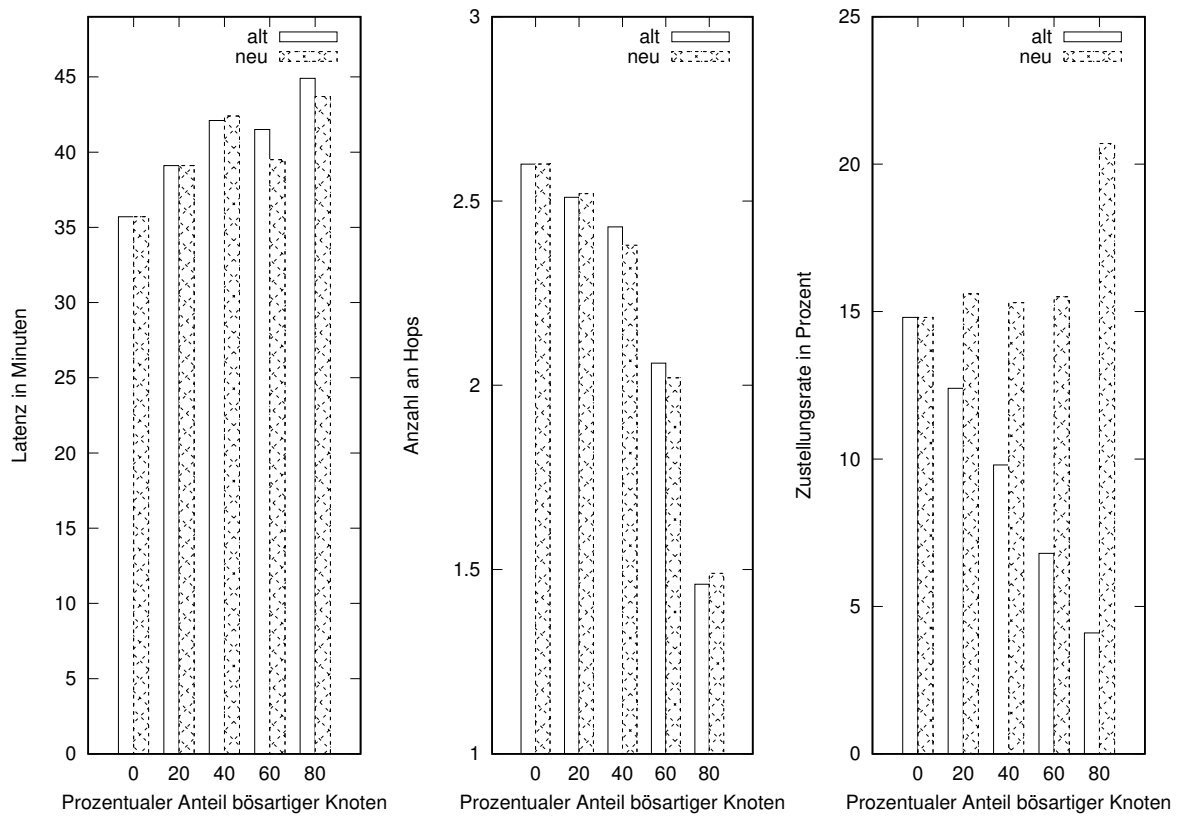 Latenz in Minuten
45
40
35
30
25
20
15
10
5
0
alt
neu
0 20 40 60 80
Prozentualer Anteil bösartiger Knoten
Anzahl an Hops
3
2.5
2
1.5
1
alt
neu
0 20 40 60 80
Prozentualer Anteil bösartiger Knoten
Zustellungsrate in Prozent
25
20
15
10
5
0
alt
neu
0 20 40 60 80
Prozentualer Anteil bösartiger Knoten